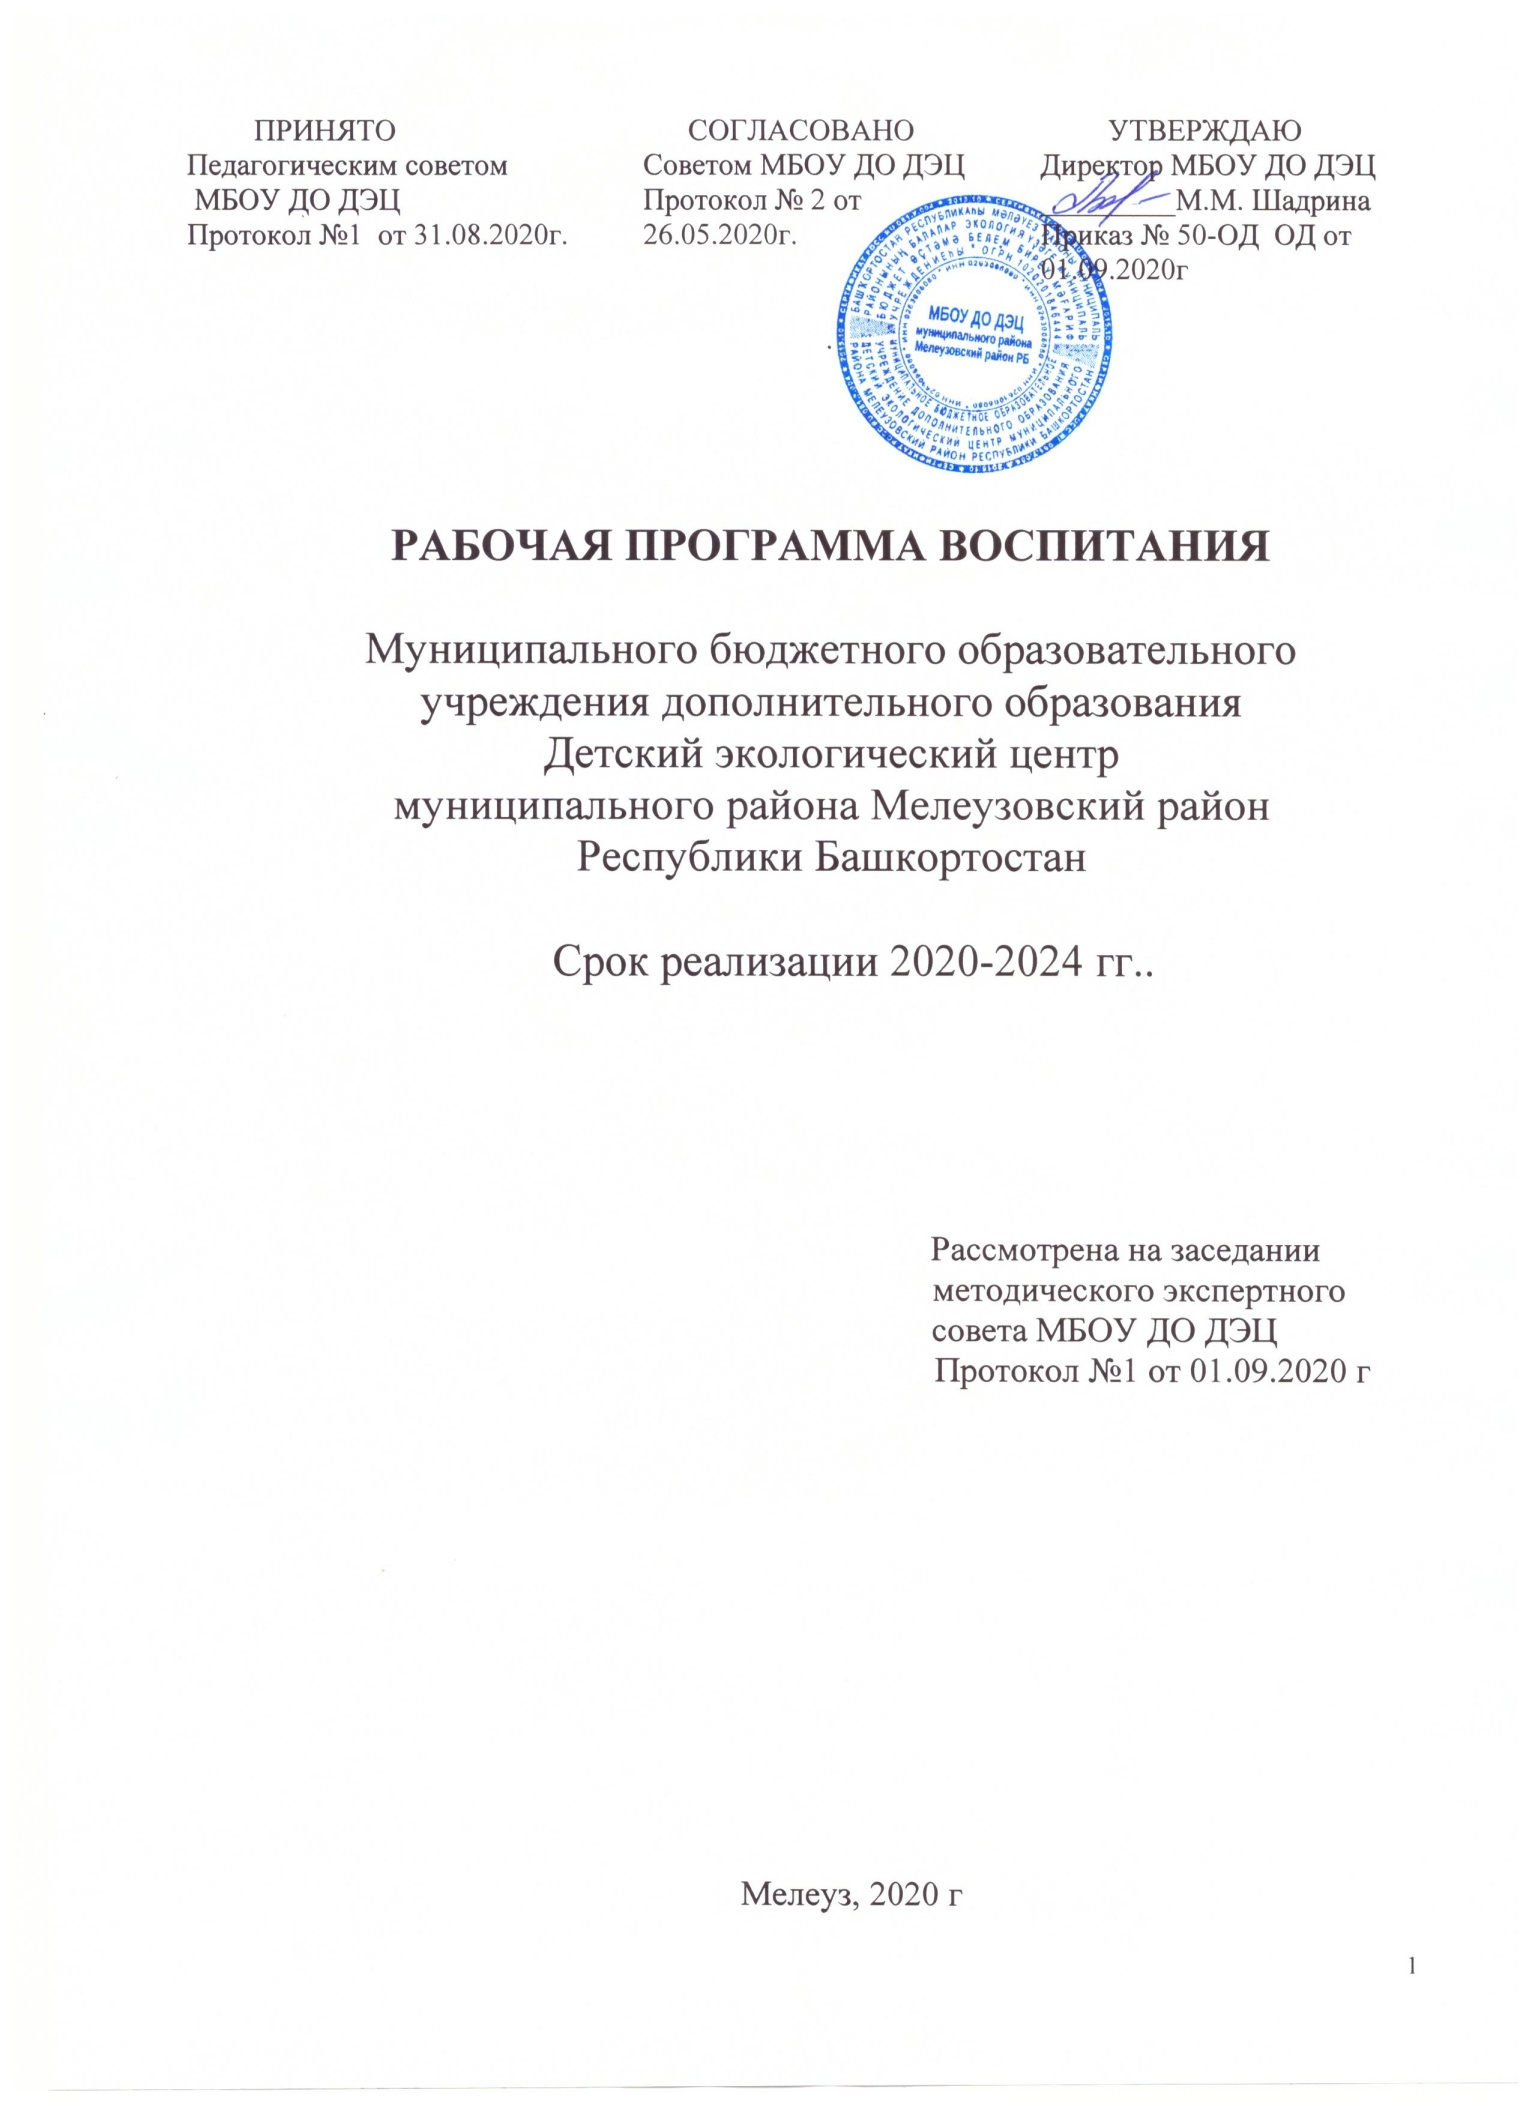 ПРИНЯТО
Педагогическим советом
МБОУ ДО ДЭЦ
Протокол №1 от 31.08.2020г.
СОГЛАСОВАНО
Советом МБОУ ДО ДЭЦ
Протокол № 2 от
26.05.2020г.
УТВЕРЖДАЮ
Директор МБОУ ДО ДЭЦ
_________М.М. Шадрина
Приказ № 50-ОД ОД от
01.09.2020г
МБОУ ДО ДЭЦ
муниципального района
Мелеузовский район РБ
РАБОЧАЯ ПРОГРАММА ВОСПИТАНИЯ
Муниципального бюджетного образовательного
учреждения дополнительного образования
Детский экологический центр
муниципального района Мелеузовский район
Республики Башкортостан
Срок реализации 2020-2024 гг..
Рассмотрена на заседании
методического экспертного
совета МБОУ ДО ДЭЦ
Протокол №1 от 01.09.2020 г
Мелеуз, 2020 г
1